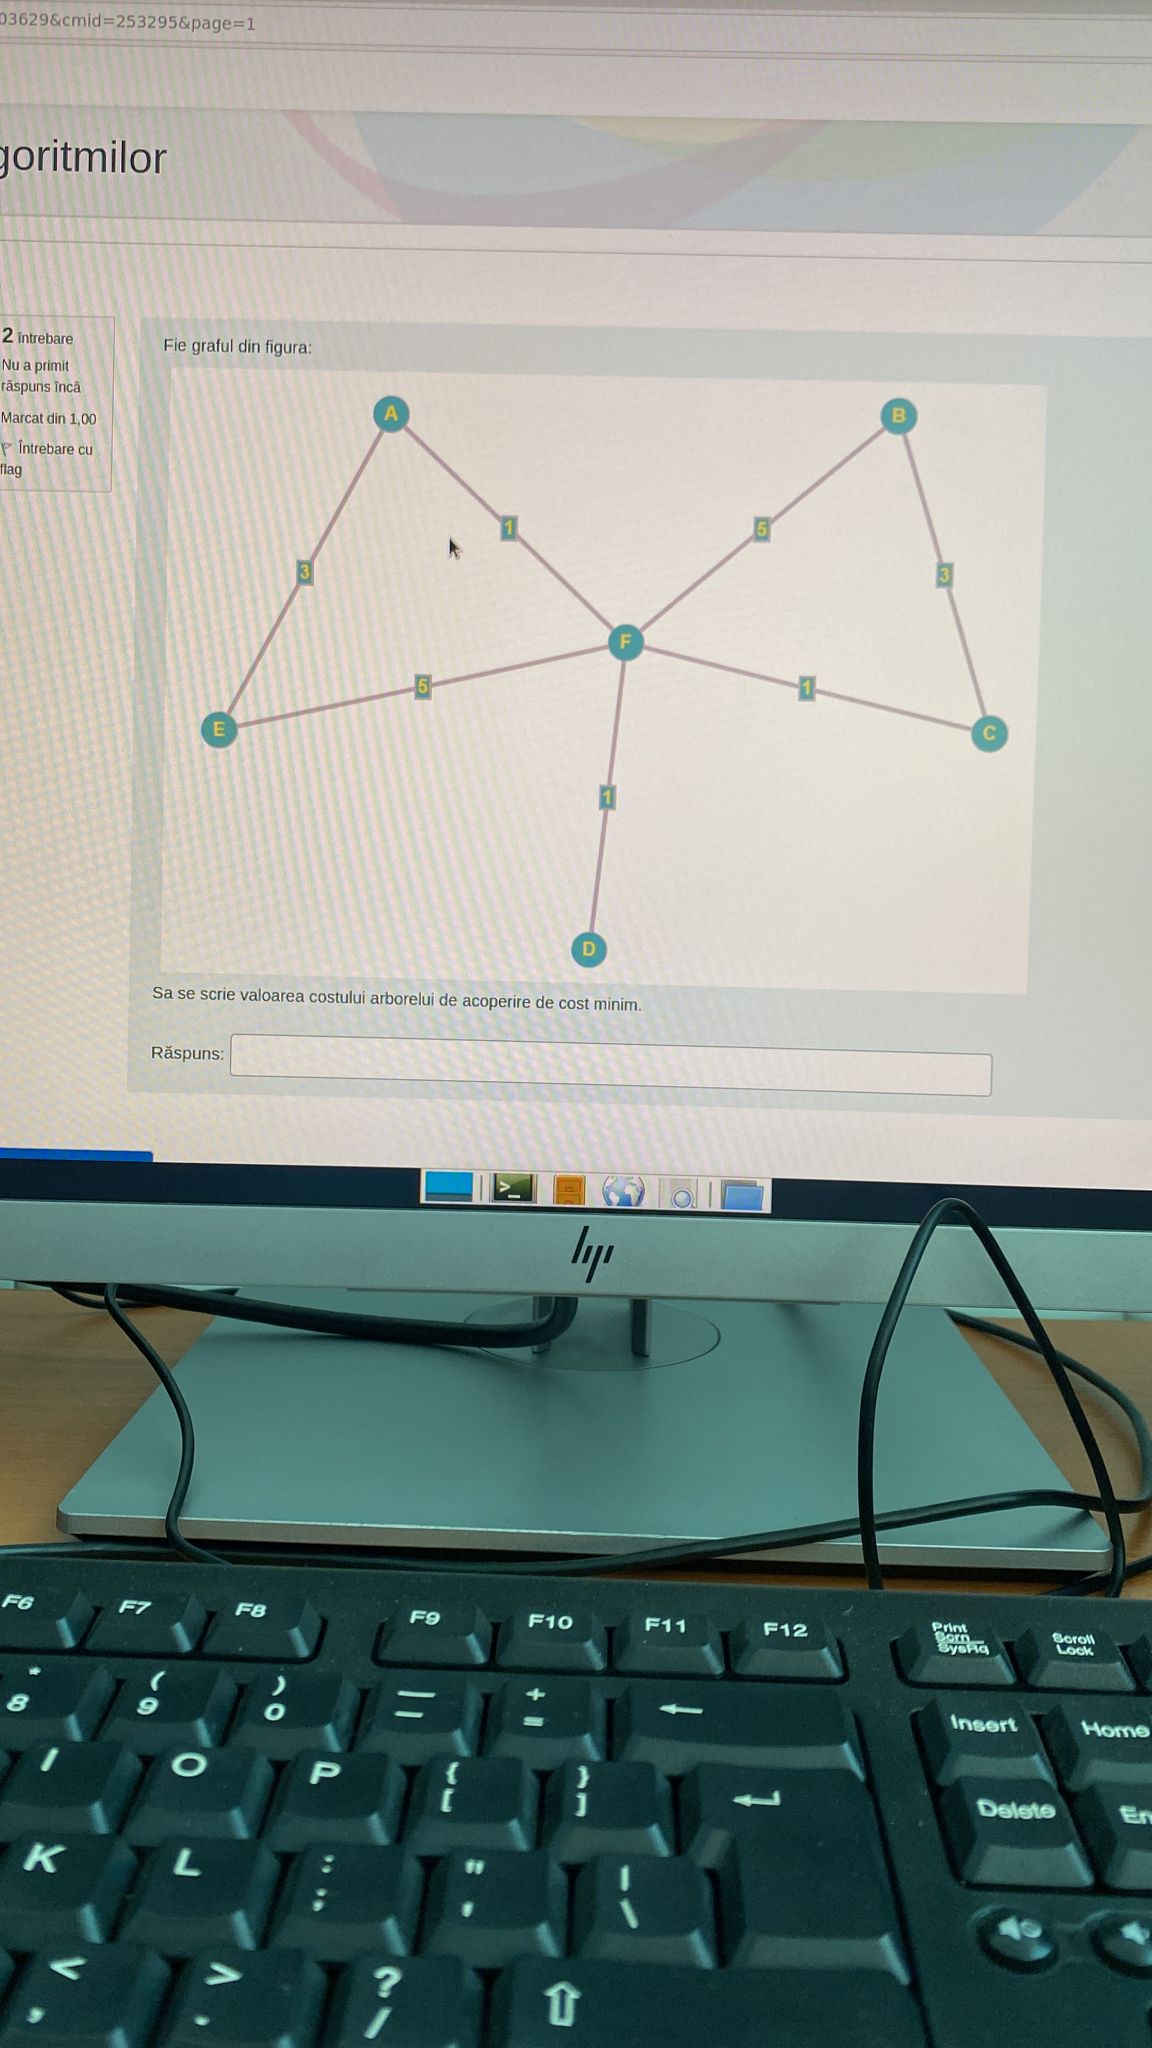 03629&cmid=253295&page=1
goritmilor
2 întrebare
Nu a primit
răspuns încă
Marcat din 1,00
Întrebare cu
flag
Fie graful din figura:
A
B
1
5
3
3
F
5
1
E
C
1
D
Sa se scrie valoarea costului arborelui de acoperire de cost minim.
Răspuns:
>_
hp
F6 F7 F8 F9 F10 F11 F12 Print Scrn SysRq Scroll Lock
* 8 ( 9 ) 0 — – + = ← Insert Home
I O P { [ } ] Delete En
K L : ; " ' | \
< , > . ? / ⇧